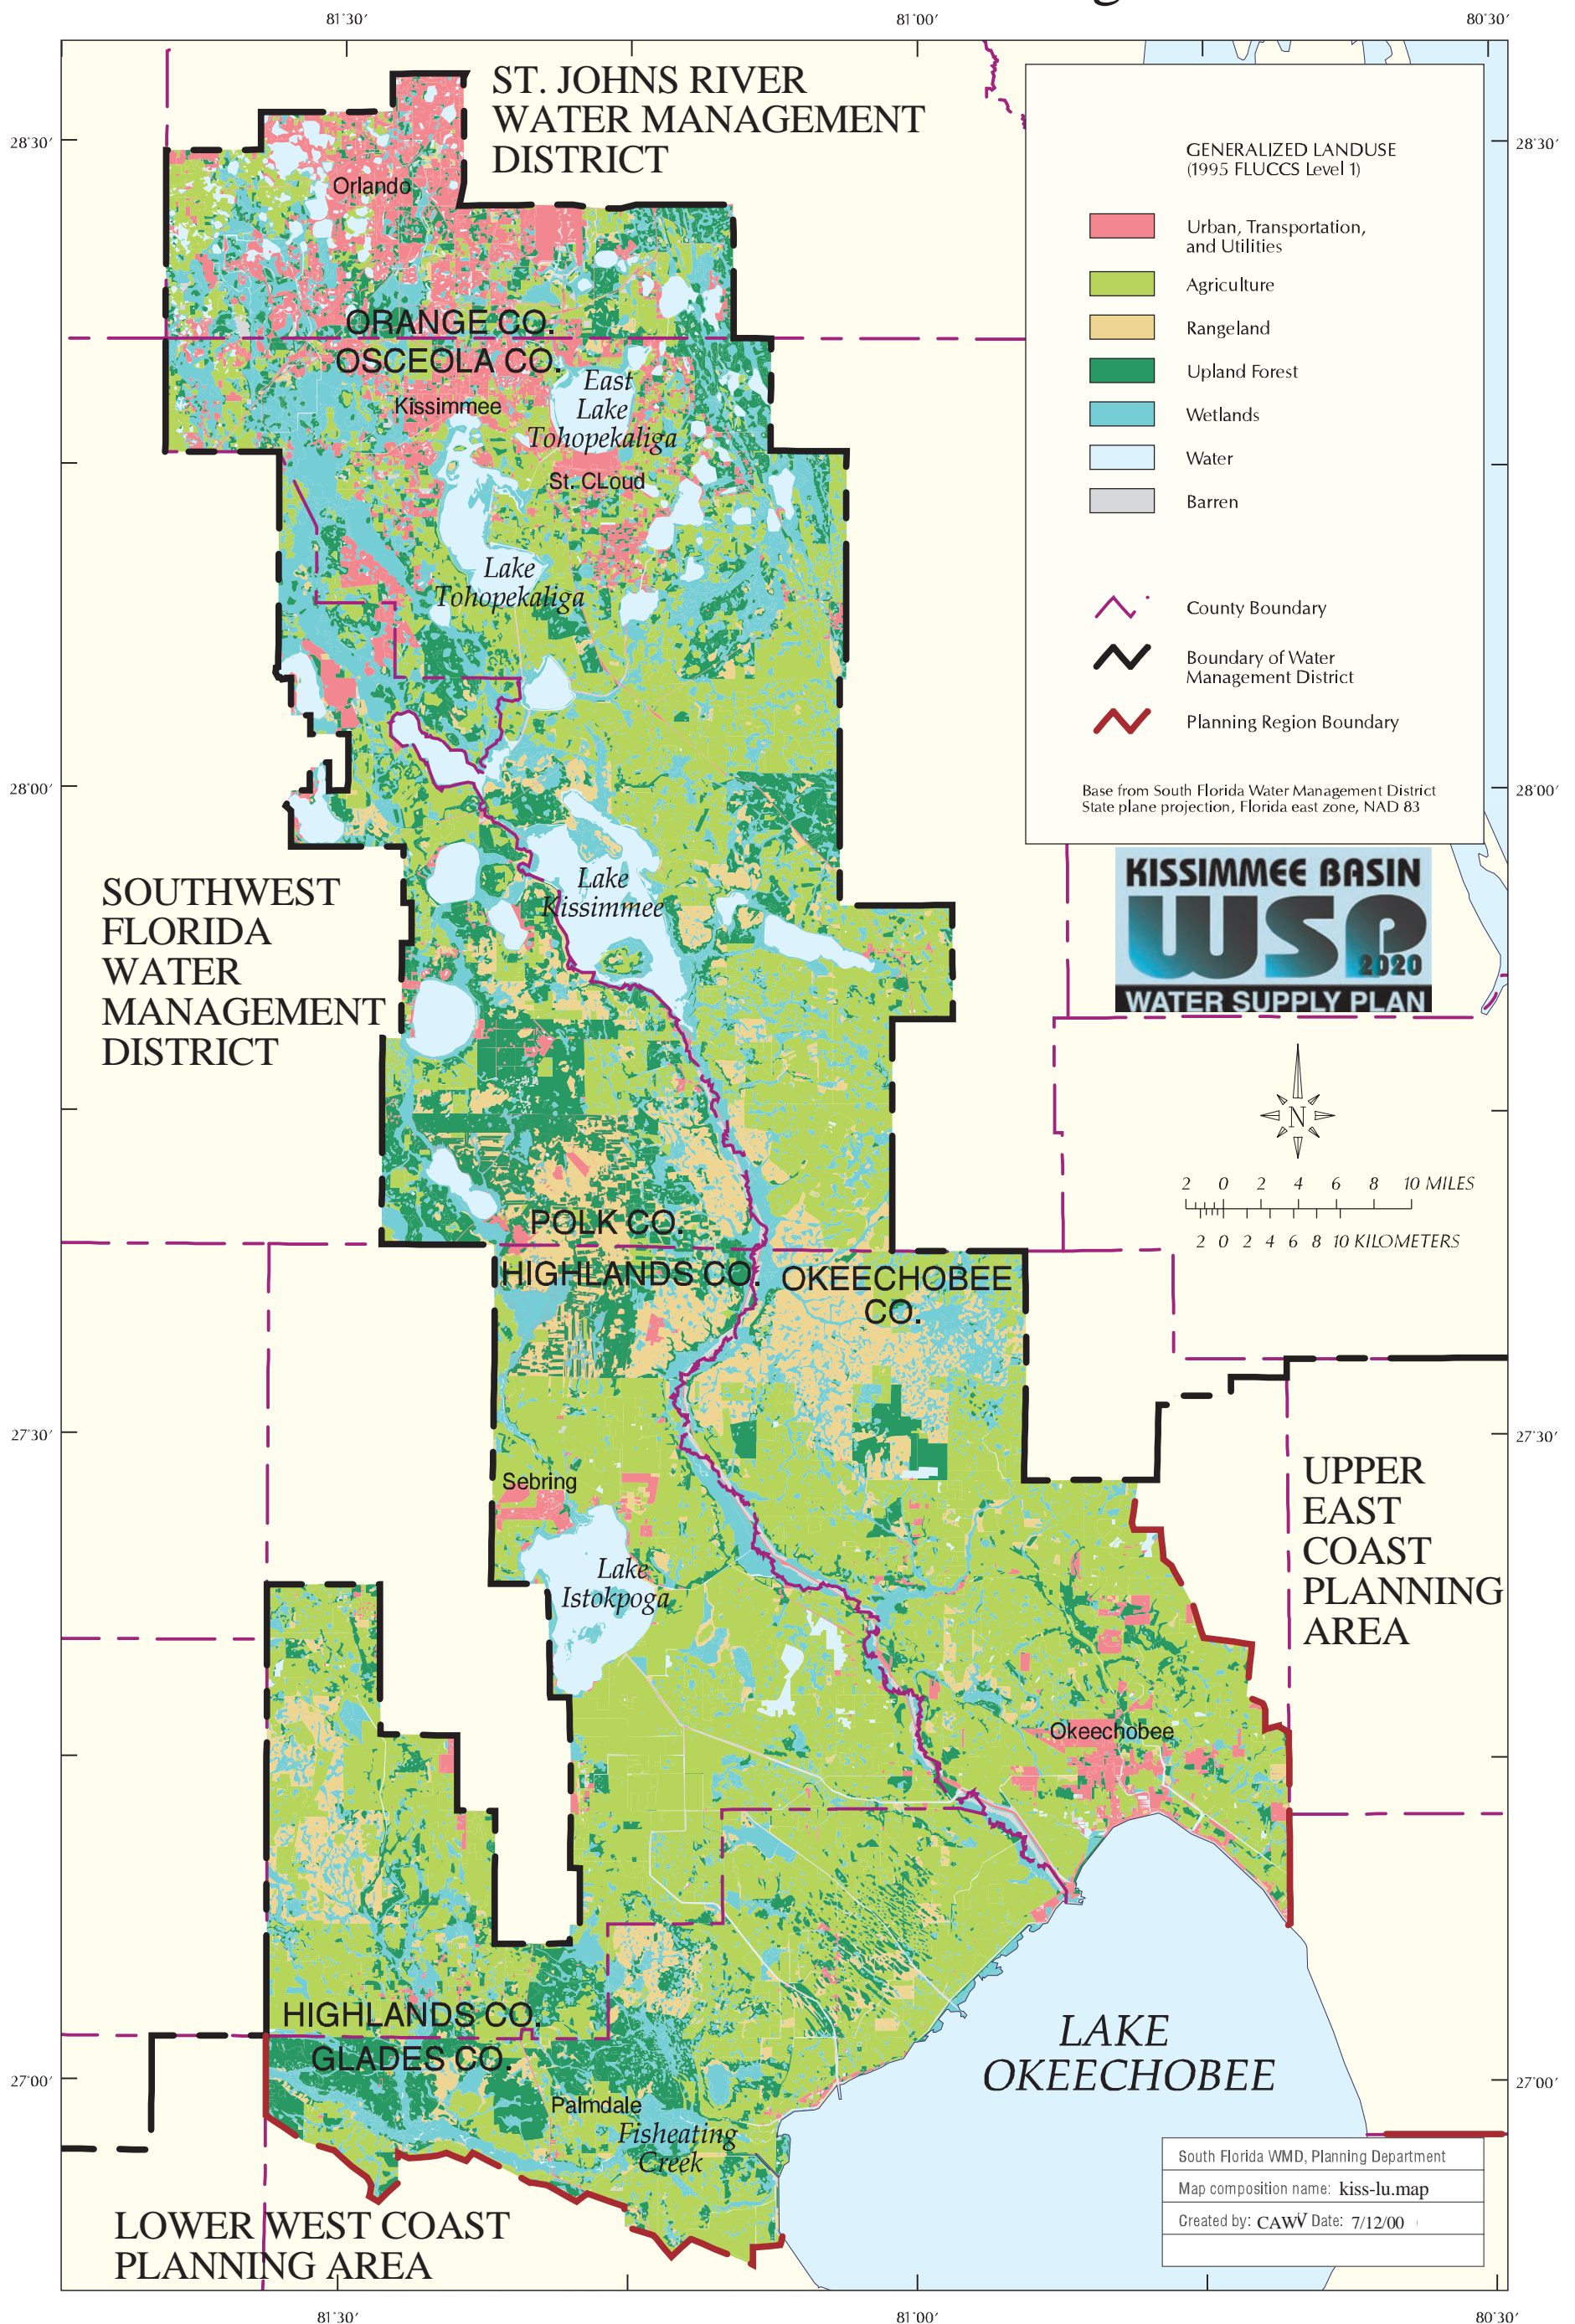 81°30′
81°00′
80°30′
ST. JOHNS RIVER
WATER MANAGEMENT
DISTRICT
28°30′
28°30′
GENERALIZED LANDUSE
(1995 FLUCCS Level 1)
Orlando
Urban, Transportation,
and Utilities
Agriculture
Rangeland
ORANGE CO.
OSCEOLA CO.
Upland Forest
East
Lake
Tohopekaliga
Kissimmee
Wetlands
Water
St. CLoud
Barren
Lake
Tohopekaliga
County Boundary
Boundary of Water
Management District
Planning Region Boundary
28°00′
28°00′
Base from South Florida Water Management District
State plane projection, Florida east zone, NAD 83
KISSIMMEE BASIN
WSP
2020
WATER SUPPLY PLAN
SOUTHWEST
FLORIDA
WATER
MANAGEMENT
DISTRICT
Lake
Kissimmee
N
2 0 2 4 6 8 10 MILES
2 0 2 4 6 8 10 KILOMETERS
POLK CO.
HIGHLANDS CO.
OKEECHOBEE
CO.
27°30′
27°30′
UPPER
EAST
COAST
PLANNING
AREA
Sebring
Lake
Istokpoga
Okeechobee
HIGHLANDS CO.
GLADES CO.
LAKE
OKEECHOBEE
27°00′
27°00′
Palmdale
Fisheating
Creek
South Florida WMD, Planning Department
Map composition name: kiss-lu.map
Created by: CAW Date: 7/12/00
LOWER WEST COAST
PLANNING AREA
81°30′
81°00′
80°30′